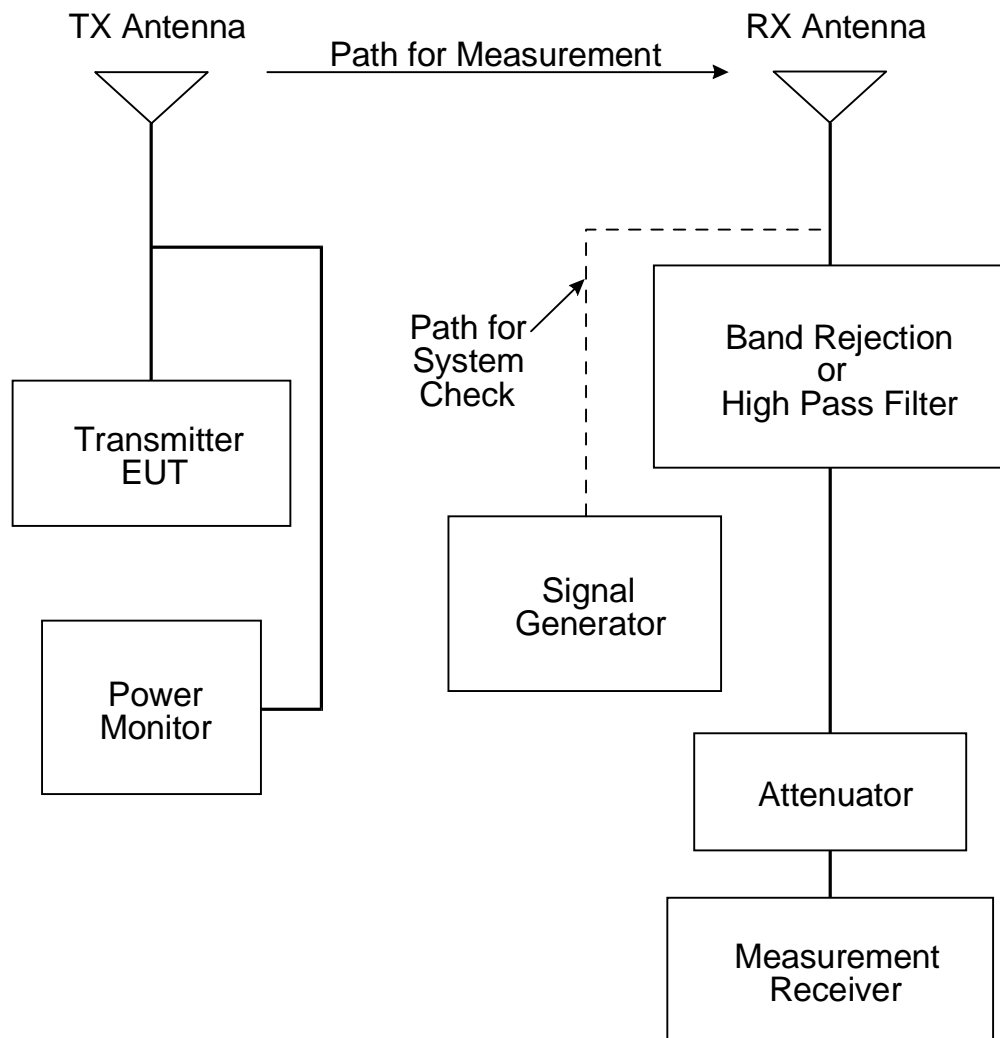 TX Antenna
RX Antenna
Path for Measurement
Path for
System
Check
Band Rejection
or
High Pass Filter
Transmitter
EUT
Signal
Generator
Power
Monitor
Attenuator
Measurement
Receiver